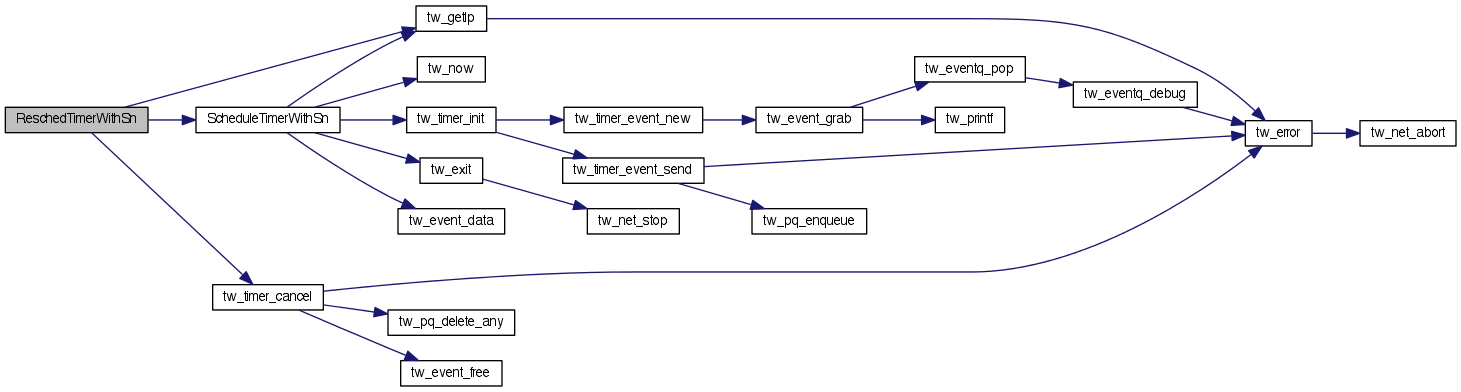 tw_getlp
tw_now
tw_eventq_pop
tw_eventq_debug
ReschedTimerWithSn
ScheduleTimerWithSn
tw_timer_init
tw_timer_event_new
tw_event_grab
tw_printf
tw_error
tw_net_abort
tw_exit
tw_timer_event_send
tw_event_data
tw_net_stop
tw_pq_enqueue
tw_timer_cancel
tw_pq_delete_any
tw_event_free